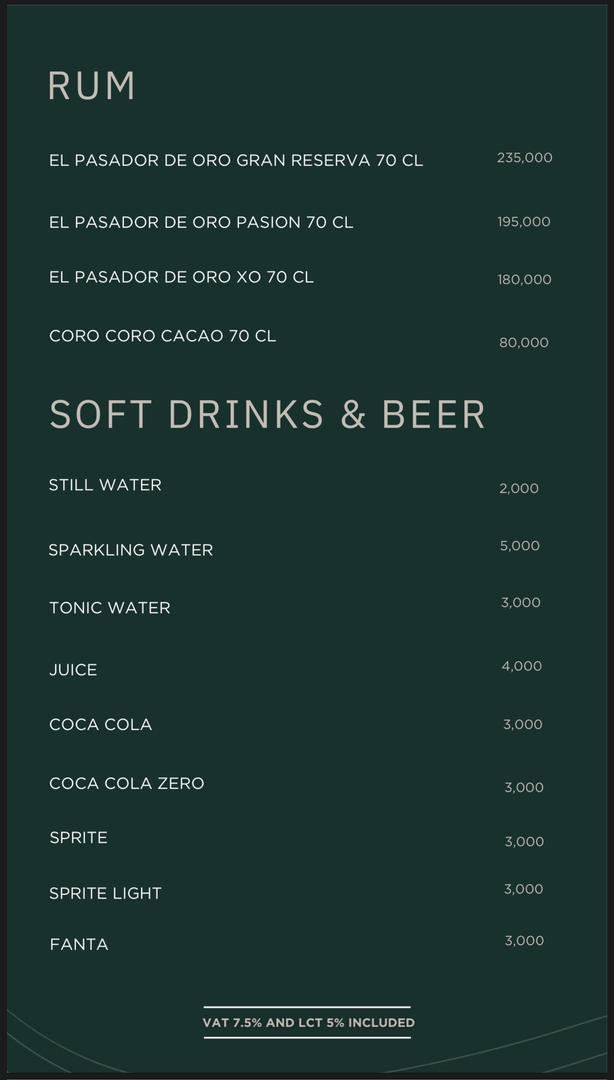 RUM
EL PASADOR DE ORO GRAN RESERVA 70 CL 235,000
EL PASADOR DE ORO PASION 70 CL 195,000
EL PASADOR DE ORO XO 70 CL 180,000
CORO CORO CACAO 70 CL 80,000
SOFT DRINKS & BEER
STILL WATER 2,000
SPARKLING WATER 5,000
TONIC WATER 3,000
JUICE 4,000
COCA COLA 3,000
COCA COLA ZERO 3,000
SPRITE 3,000
SPRITE LIGHT 3,000
FANTA 3,000
VAT 7.5% AND LCT 5% INCLUDED